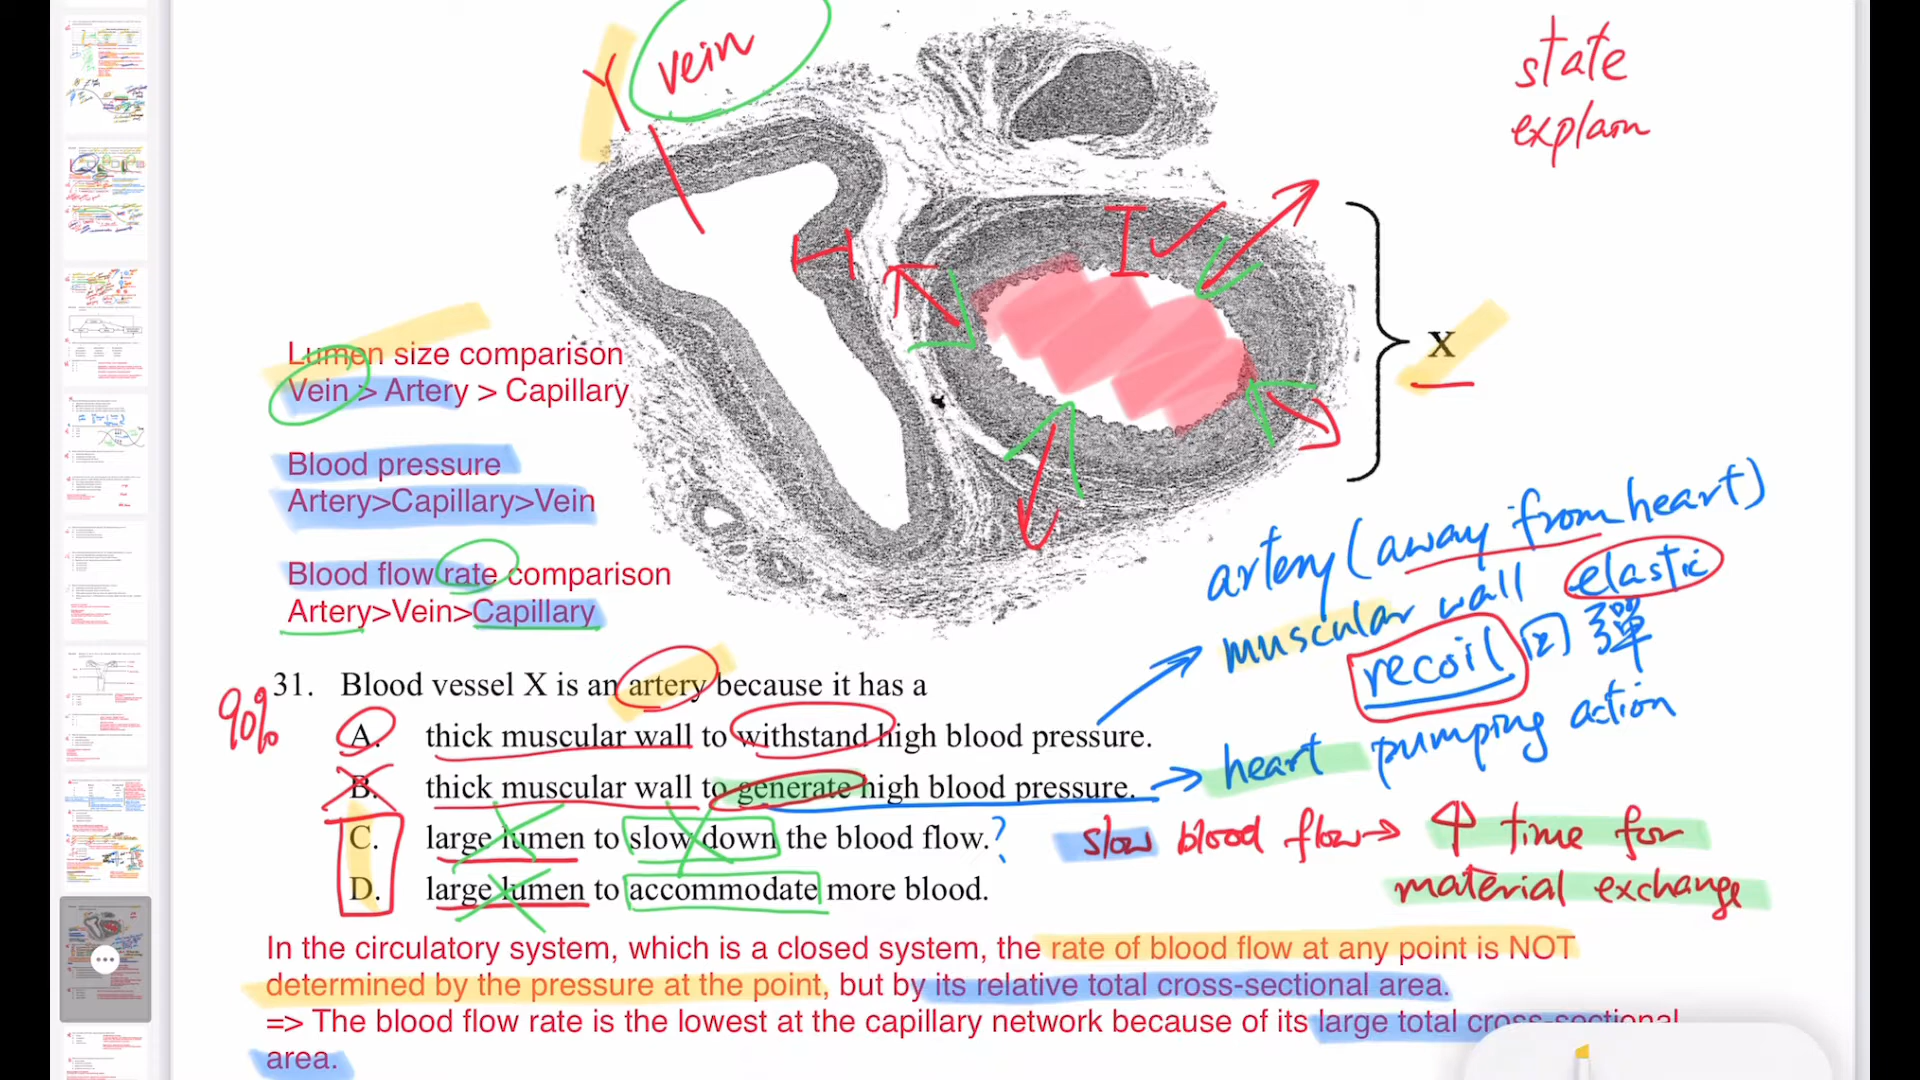 Y
vein
state
explain
X
Lumen size comparison
Vein > Artery > Capillary
Blood pressure
Artery>Capillary>Vein
Blood flow rate comparison
Artery>Vein>Capillary
artery (away from heart)
muscular wall elastic
recoil 回彈
90%
31. Blood vessel X is an artery because it has a
A. thick muscular wall to withstand high blood pressure.
B. thick muscular wall to generate high blood pressure.
heart pumping action
C. large lumen to slow down the blood flow.?
D. large lumen to accommodate more blood.
slow blood flow → ↑ time for
material exchange
In the circulatory system, which is a closed system, the rate of blood flow at any point is NOT
determined by the pressure at the point, but by its relative total cross-sectional area.
=> The blood flow rate is the lowest at the capillary network because of its large total cross-sectional
area.